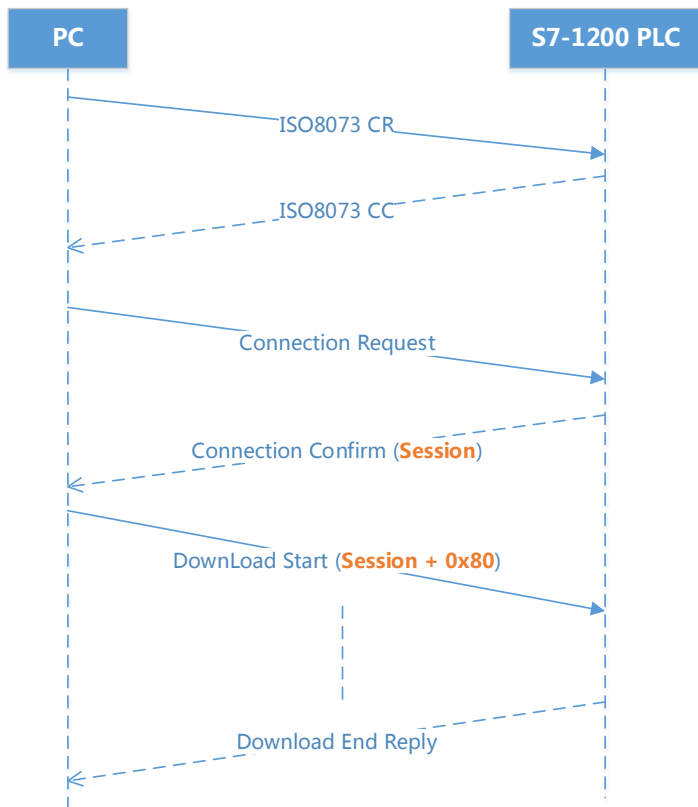 PC
S7-1200 PLC
ISO8073 CR
ISO8073 CC
Connection Request
Connection Confirm (Session)
DownLoad Start (Session + 0x80)
Download End Reply